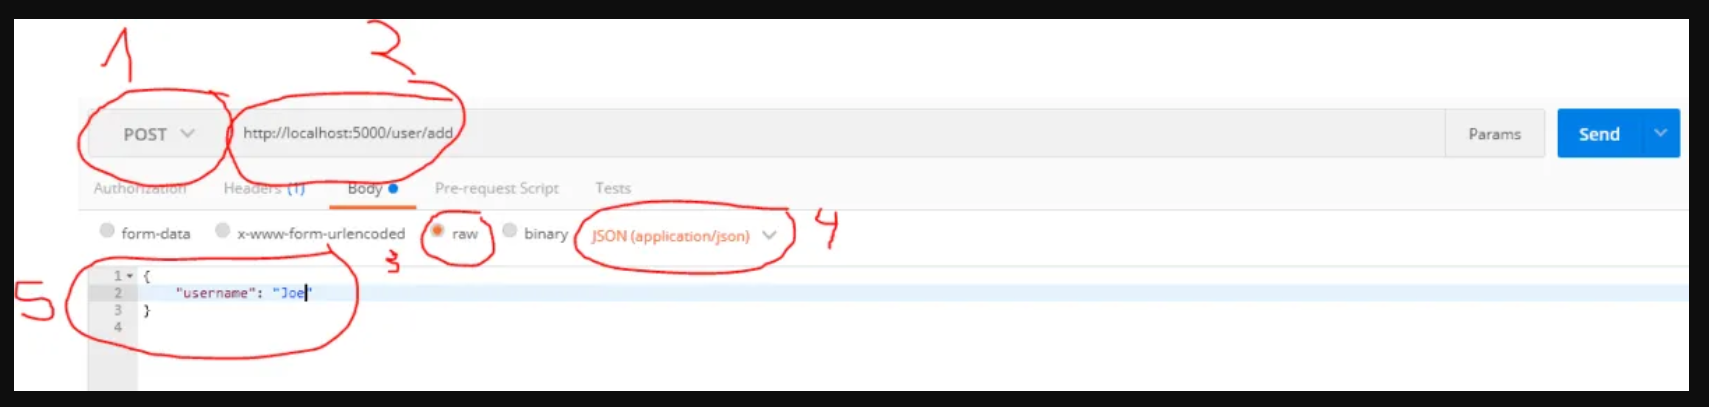 1 2
POST http://localhost:5000/user/add Params Send
Authorization Headers (1) Body Pre-request Script Tests
form-data x-www-form-urlencoded raw binary JSON (application/json) 4
3
5
1 {
2 "username": "Joe"
3 }
4